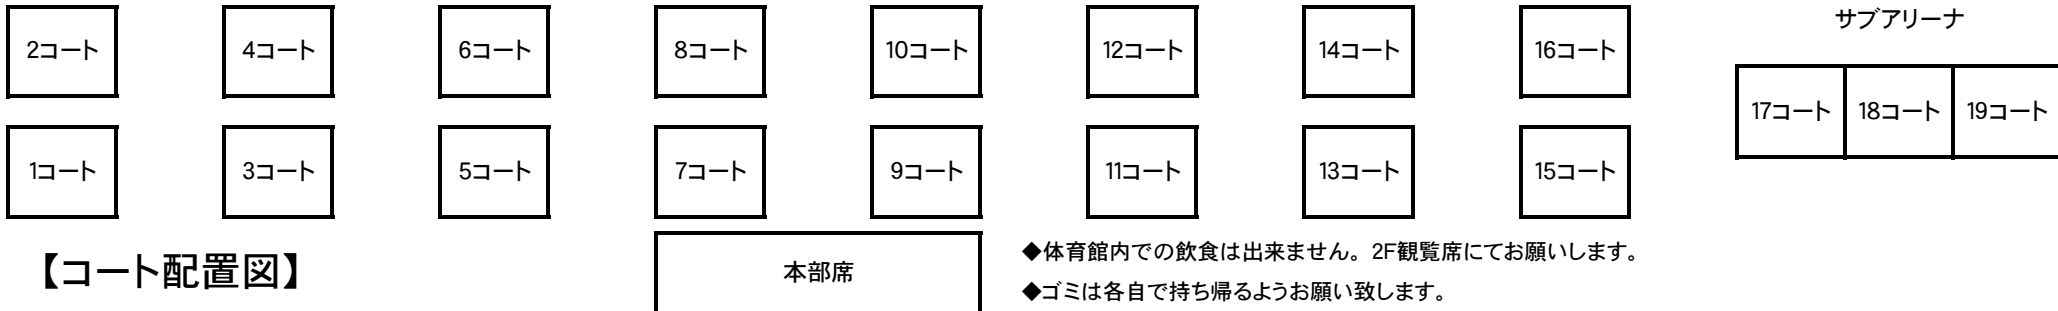 サブアリーナ
2コート
4コート
6コート
8コート
10コート
12コート
14コート
16コート
17コート
18コート
19コート
1コート
3コート
5コート
7コート
9コート
11コート
13コート
15コート
【コート配置図】
本部席
◆体育館内での飲食は出来ません。2F観覧席にてお願いします。
◆ゴミは各自で持ち帰るようお願い致します。